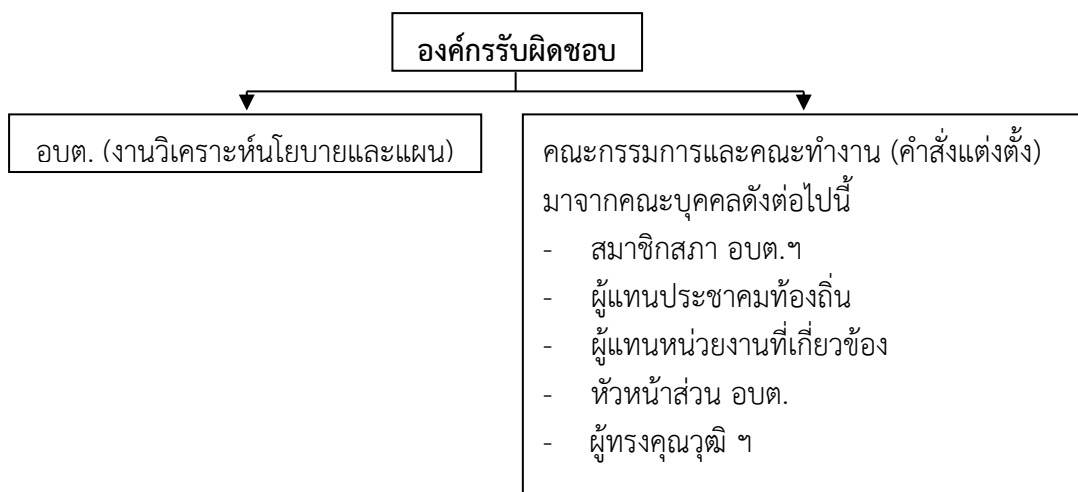 องค์กรรับผิดชอบ
อบต. (งานวิเคราะห์นโยบายและแผน)
คณะกรรมการและคณะทำงาน (คำสั่งแต่งตั้ง)
มาจากคณะบุคคลดังต่อไปนี้
- สมาชิกสภา อบต.ฯ
- ผู้แทนประชาคมท้องถิ่น
- ผู้แทนหน่วยงานที่เกี่ยวข้อง
- หัวหน้าส่วน อบต.
- ผู้ทรงคุณวุฒิ ฯ